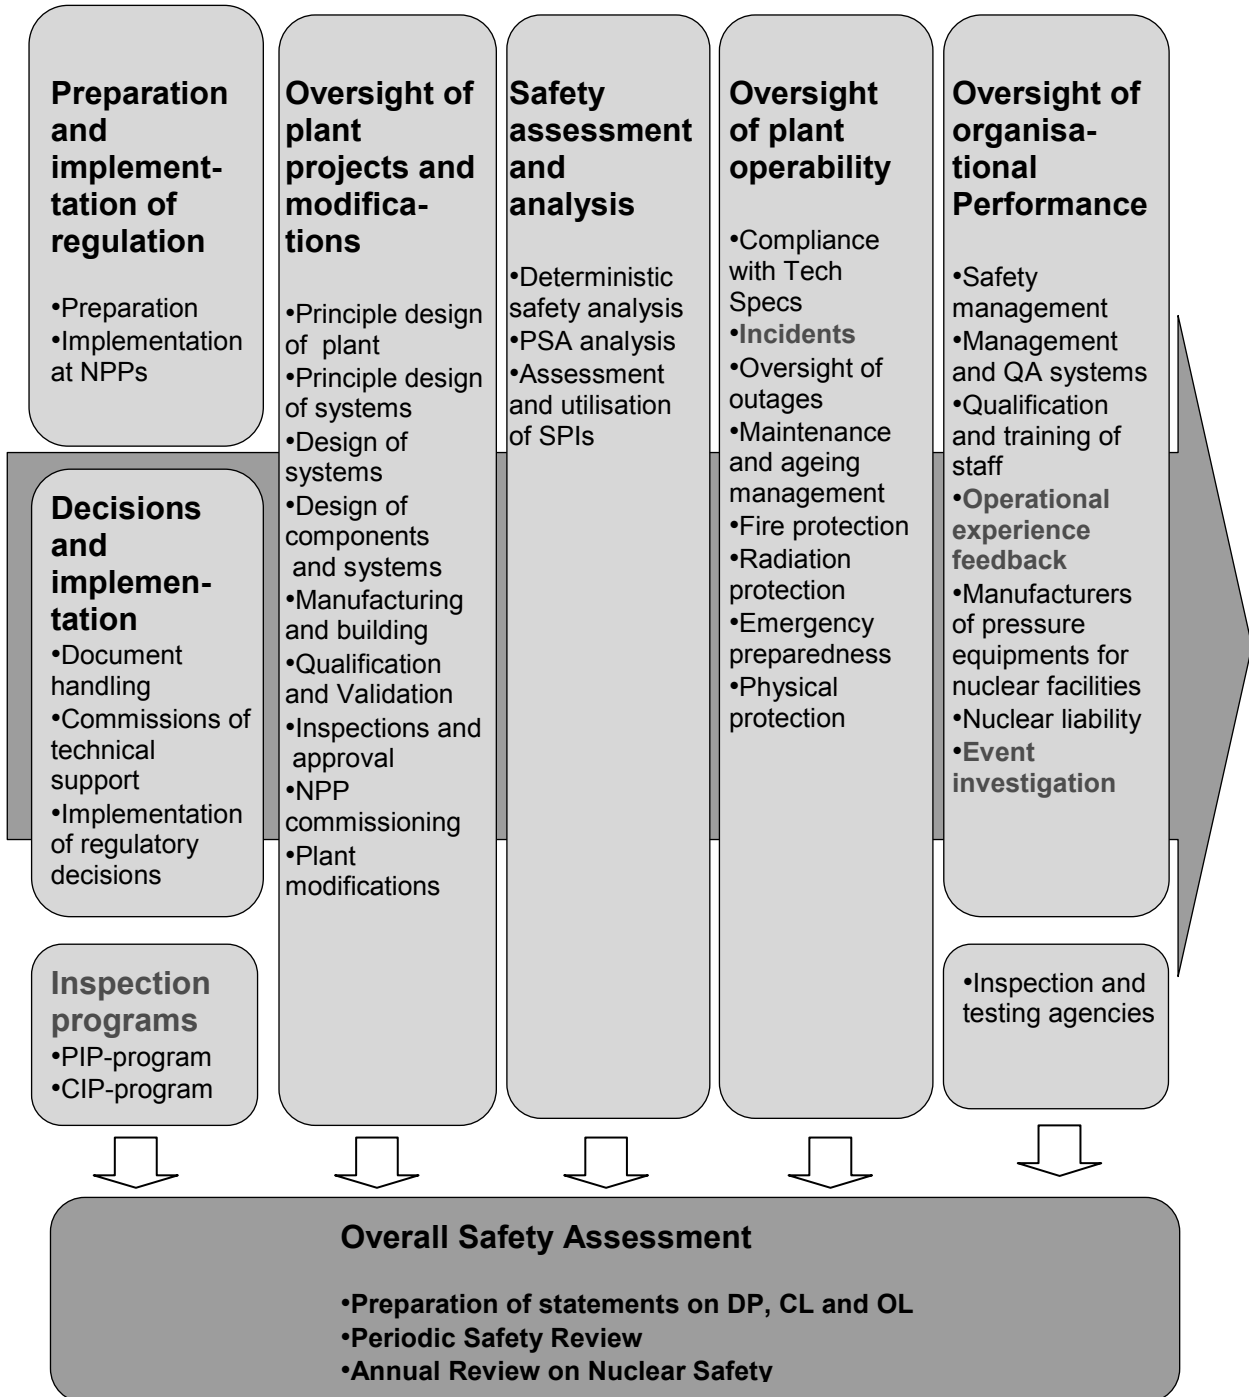 Preparation
and
implement-
tation of
regulation
•Preparation
•Implementation
at NPPs
Decisions
and
implemen-
tation
•Document
handling
•Commissions of
technical
support
•Implementation
of regulatory
decisions
Inspection
programs
•PIP-program
•CIP-program
Oversight of
plant
projects and
modifica-
tions
•Principle design
of plant
•Principle design
of systems
•Design of
systems
•Design of
components
and systems
•Manufacturing
and building
•Qualification
and Validation
•Inspections and
approval
•NPP
commissioning
•Plant
modifications
Safety
assessment
and
analysis
•Deterministic
safety analysis
•PSA analysis
•Assessment
and utilisation
of SPIs
Oversight
of plant
operability
•Compliance
with Tech
Specs
•Incidents
•Oversight of
outages
•Maintenance
and ageing
management
•Fire protection
•Radiation
protection
•Emergency
preparedness
•Physical
protection
Oversight of
organisa-
tional
Performance
•Safety
management
•Management
and QA systems
•Qualification
and training of
staff
•Operational
experience
feedback
•Manufacturers
of pressure
equipments for
nuclear facilities
•Nuclear liability
•Event
investigation
•Inspection and
testing agencies
Overall Safety Assessment
•Preparation of statements on DP, CL and OL
•Periodic Safety Review
•Annual Review on Nuclear Safety